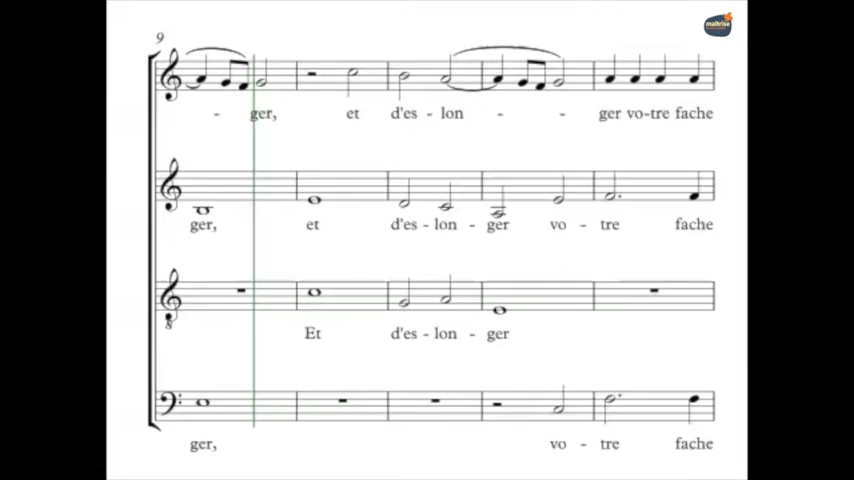 maîtrise
9
- ger, et d'es - lon - - ger vo-tre fache
ger, et d'es - lon - ger vo - tre fache
8
Et d'es - lon - ger
ger, vo - tre fache